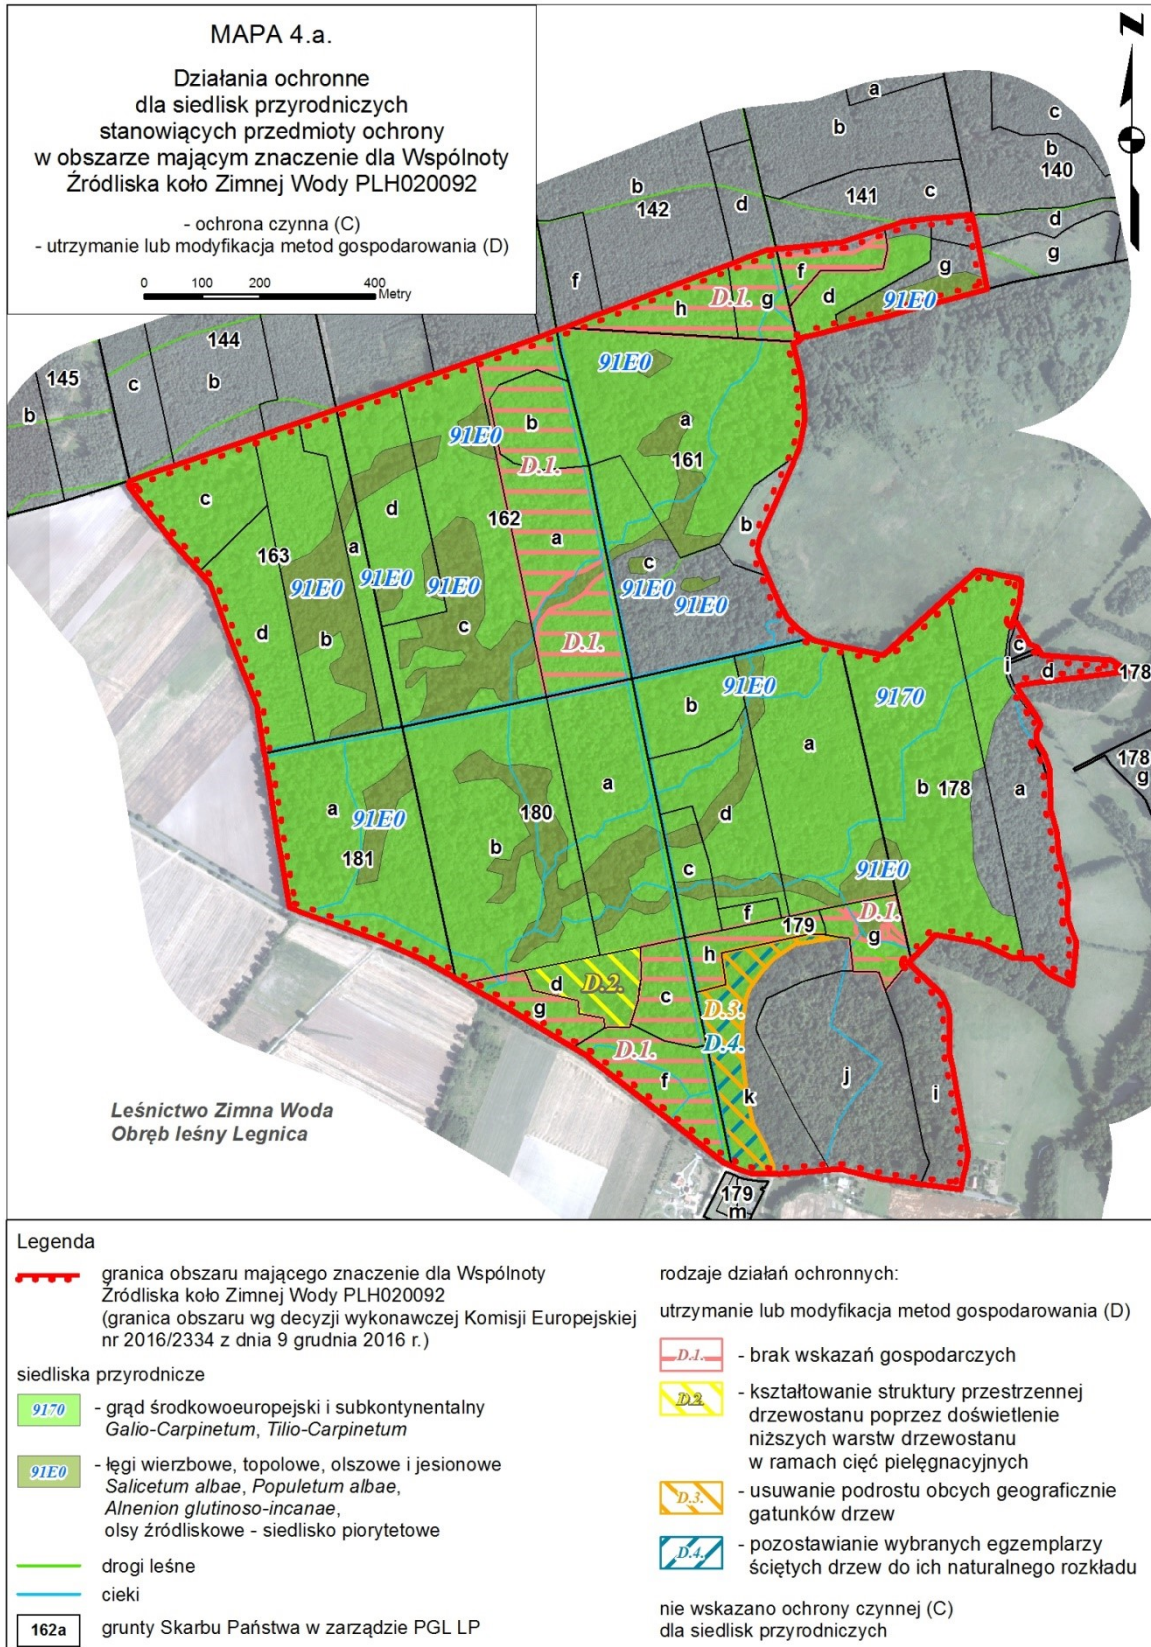 MAPA 4.a.
Działania ochronne
dla siedlisk przyrodniczych
stanowiących przedmioty ochrony
w obszarze mającym znaczenie dla Wspólnoty
Źródliska koło Zimnej Wody PLH020092
- ochrona czynna (C)
- utrzymanie lub modyfikacja metod gospodarowania (D)
0 100 200 400
Metry
N
a
b
c
b
140
b
142
d
141
c
d
g
f
f
g
D.1.
g
h
d
91E0
144
145
c
b
b
91E0
b
91E0
a
D.1.
161
c
d
162
b
163
a
a
c
91E0
91E0
91E0
91E0
91E0
d
b
c
D.1.
c
i
d
178
91E0
9170
b
a
178
g
a
a
b
178
a
a
180
d
91E0
b
181
c
91E0
f
179
D.1.
g
h
d
D.2.
c
g
D.3.
D.1.
D.4.
f
k
j
i
Leśnictwo Zimna Woda
Obręb leśny Legnica
179
m
Legenda
granica obszaru mającego znaczenie dla Wspólnoty
Źródliska koło Zimnej Wody PLH020092
(granica obszaru wg decyzji wykonawczej Komisji Europejskiej
nr 2016/2334 z dnia 9 grudnia 2016 r.)
siedliska przyrodnicze
9170 - grąd środkowoeuropejski i subkontynentalny
Galio-Carpinetum, Tilio-Carpinetum
91E0 - łęgi wierzbowe, topolowe, olszowe i jesionowe
Salicetum albae, Populetum albae,
Alnenion glutinoso-incanae,
olsy źródliskowe - siedlisko piorytetowe
drogi leśne
cieki
162a grunty Skarbu Państwa w zarządzie PGL LP
rodzaje działań ochronnych:
utrzymanie lub modyfikacja metod gospodarowania (D)
D.1. - brak wskazań gospodarczych
D.2. - kształtowanie struktury przestrzennej
drzewostanu poprzez doświetlenie
niższych warstw drzewostanu
w ramach cięć pielęgnacyjnych
D.3. - usuwanie podrostu obcych geograficznie
gatunków drzew
D.4. - pozostawianie wybranych egzemplarzy
ściętych drzew do ich naturalnego rozkładu
nie wskazano ochrony czynnej (C)
dla siedlisk przyrodniczych